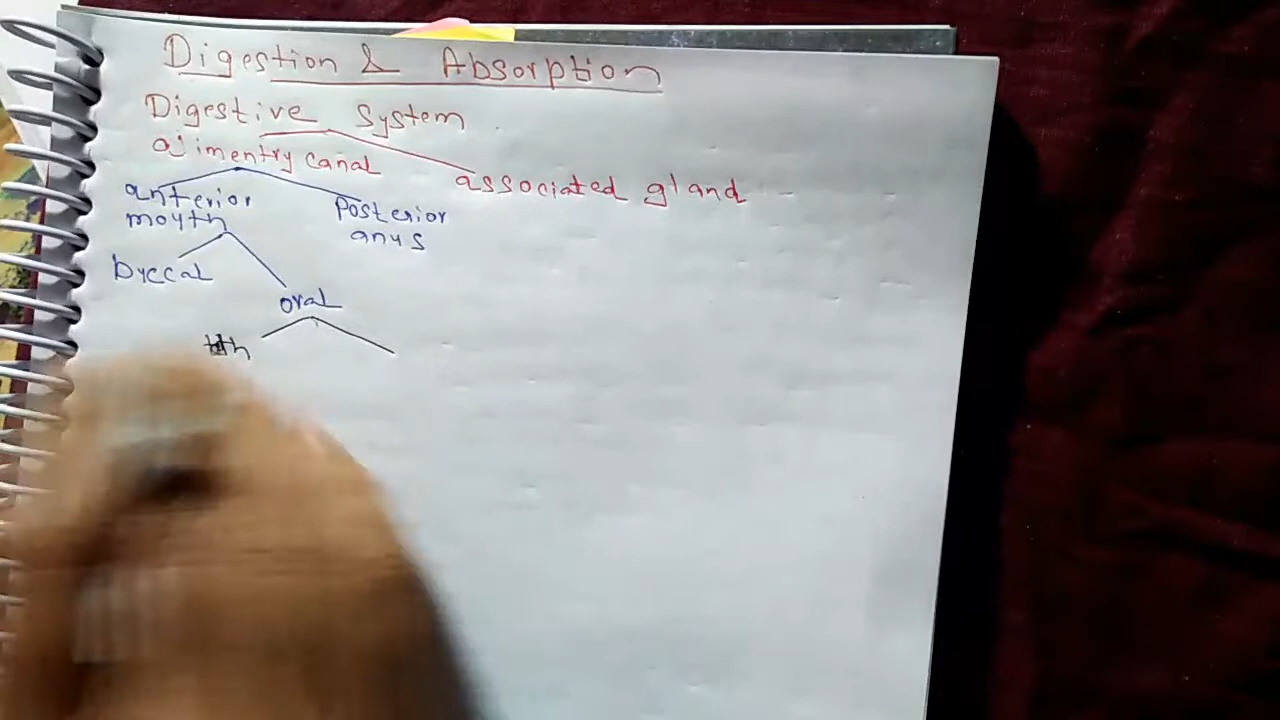 Digestion & Absorption
Digestive System
alimentry canal
associated gland
anterior
mouth
Posterior
anus
buccal
oral